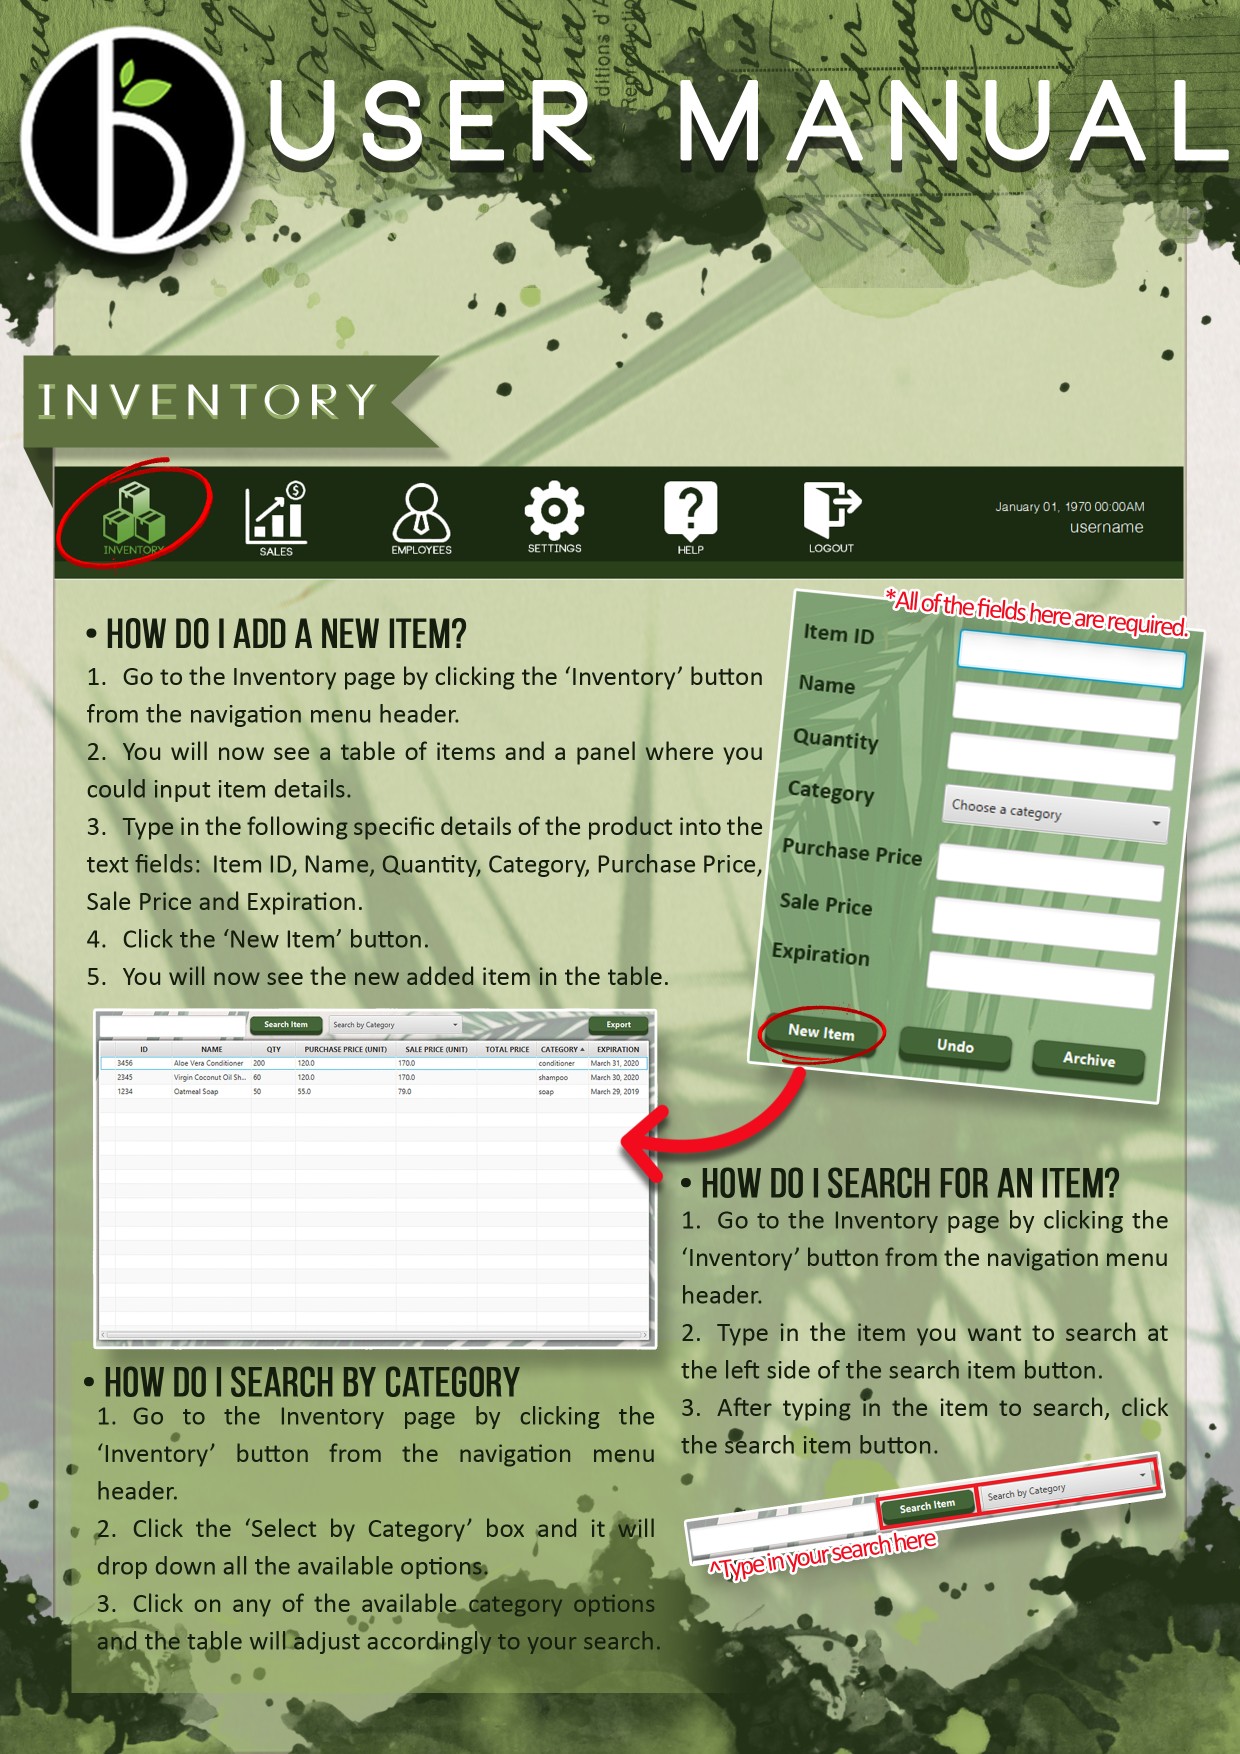 USER MANUAL
INVENTORY
INVENTORY
SALES
EMPLOYEES
SETTINGS
HELP
LOGOUT
January 01, 1970 00:00AM
username
• HOW DO I ADD A NEW ITEM?
1. Go to the Inventory page by clicking the ‘Inventory’ button
from the navigation menu header.
2. You will now see a table of items and a panel where you
could input item details.
3. Type in the following specific details of the product into the
text fields: Item ID, Name, Quantity, Category, Purchase Price,
Sale Price and Expiration.
4. Click the ‘New Item’ button.
5. You will now see the new added item in the table.
*All of the fields here are required.
Item ID
Name
Quantity
Category
Choose a category
Purchase Price
Sale Price
Expiration
New Item
Undo
Archive
Search Item
Search by Category
Export
ID NAME QTY PURCHASE PRICE (UNIT) SALE PRICE (UNIT) TOTAL PRICE CATEGORY EXPIRATION
3456 Aloe Vera Conditioner 200 120.0 170.0 conditioner March 31, 2020
2345 Virgin Coconut Oil Sh... 60 120.0 170.0 shampoo March 30, 2020
1234 Oatmeal Soap 50 55.0 79.0 soap March 29, 2019
• HOW DO I SEARCH FOR AN ITEM?
1. Go to the Inventory page by clicking the
‘Inventory’ button from the navigation menu
header.
2. Type in the item you want to search at
the left side of the search item button.
3. After typing in the item to search, click
the search item button.
Search Item
Search by Category
^Type in your search here
• HOW DO I SEARCH BY CATEGORY
1. Go to the Inventory page by clicking the
‘Inventory’ button from the navigation menu
header.
2. Click the ‘Select by Category’ box and it will
drop down all the available options.
3. Click on any of the available category options
and the table will adjust accordingly to your search.